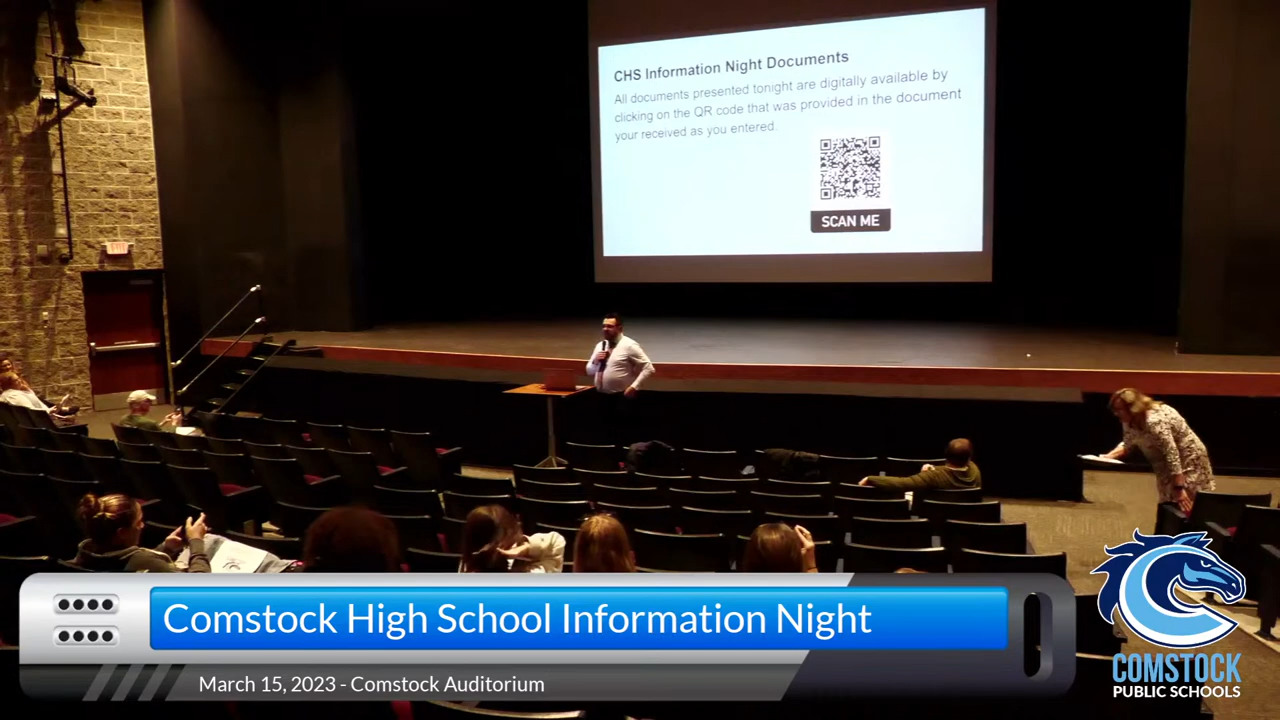 CHS Information Night Documents
All documents presented tonight are digitally available by
clicking on the QR code that was provided in the document
your received as you entered.
SCAN ME
EXIT
Comstock High School Information Night
March 15, 2023 - Comstock Auditorium
COMSTOCK
PUBLIC SCHOOLS